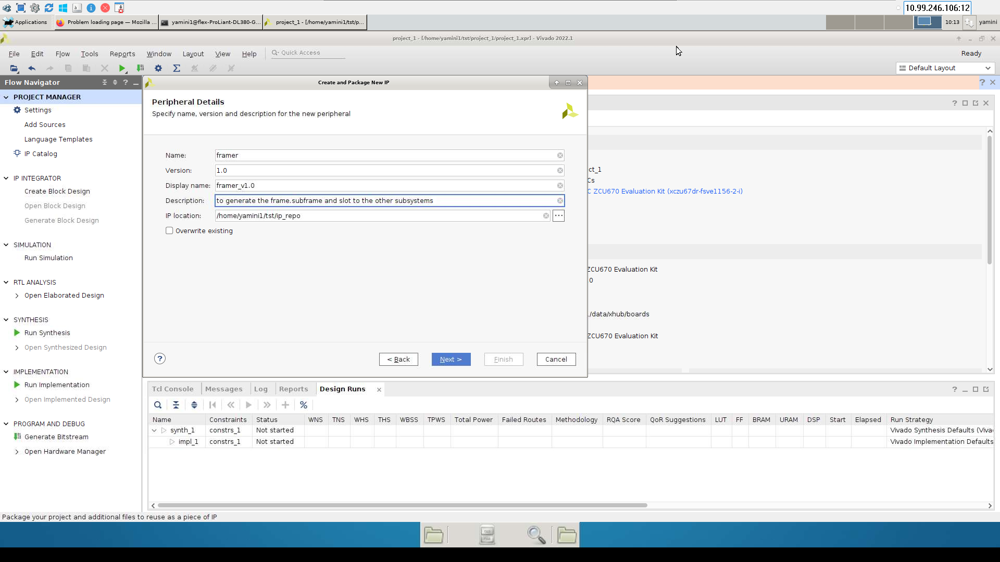 10.99.246.106:12
Applications
Problem loading page — Mozilla ...
yamini1@flex-ProLiant-DL380-G...
project_1 - [/home/yamini1/tst/p...
10:13
yamini
project_1 - [/home/yamini1/tst/project_1/project_1.xpr] - Vivado 2022.1
File Edit Flow Tools Reports Window Layout View Help
Quick Access
Ready
Default Layout
Flow Navigator
PROJECT MANAGER
Settings
Add Sources
Language Templates
IP Catalog
IP INTEGRATOR
Create Block Design
Open Block Design
Generate Block Design
SIMULATION
Run Simulation
RTL ANALYSIS
Open Elaborated Design
SYNTHESIS
Run Synthesis
Open Synthesized Design
IMPLEMENTATION
Run Implementation
Open Implemented Design
PROGRAM AND DEBUG
Generate Bitstream
Open Hardware Manager
Create and Package New IP
Peripheral Details
Specify name, version and description for the new peripheral
Name: framer
Version: 1.0
Display name: framer_v1.0
Description: to generate the frame.subframe and slot to the other subsystems
IP location: /home/yamini1/tst/ip_repo
...
Overwrite existing
?
< Back
Next >
Finish
Cancel
ct_1
Cs
C ZCU670 Evaluation Kit (xczu67dr-fsve1156-2-i)
ZCU670 Evaluation Kit
0
./data/xhub/boards
ZCU670 Evaluation Kit
Tcl Console Messages Log Reports Design Runs
Name Constraints Status WNS TNS WHS THS WBSS TPWS Total Power Failed Routes Methodology RQA Score QoR Suggestions LUT FF BRAM URAM DSP Start Elapsed Run Strategy
synth_1 constrs_1 Not started Vivado Synthesis Defaults (Viva
impl_1 constrs_1 Not started Vivado Implementation Defaults
Package your project and additional files to reuse as a piece of IP